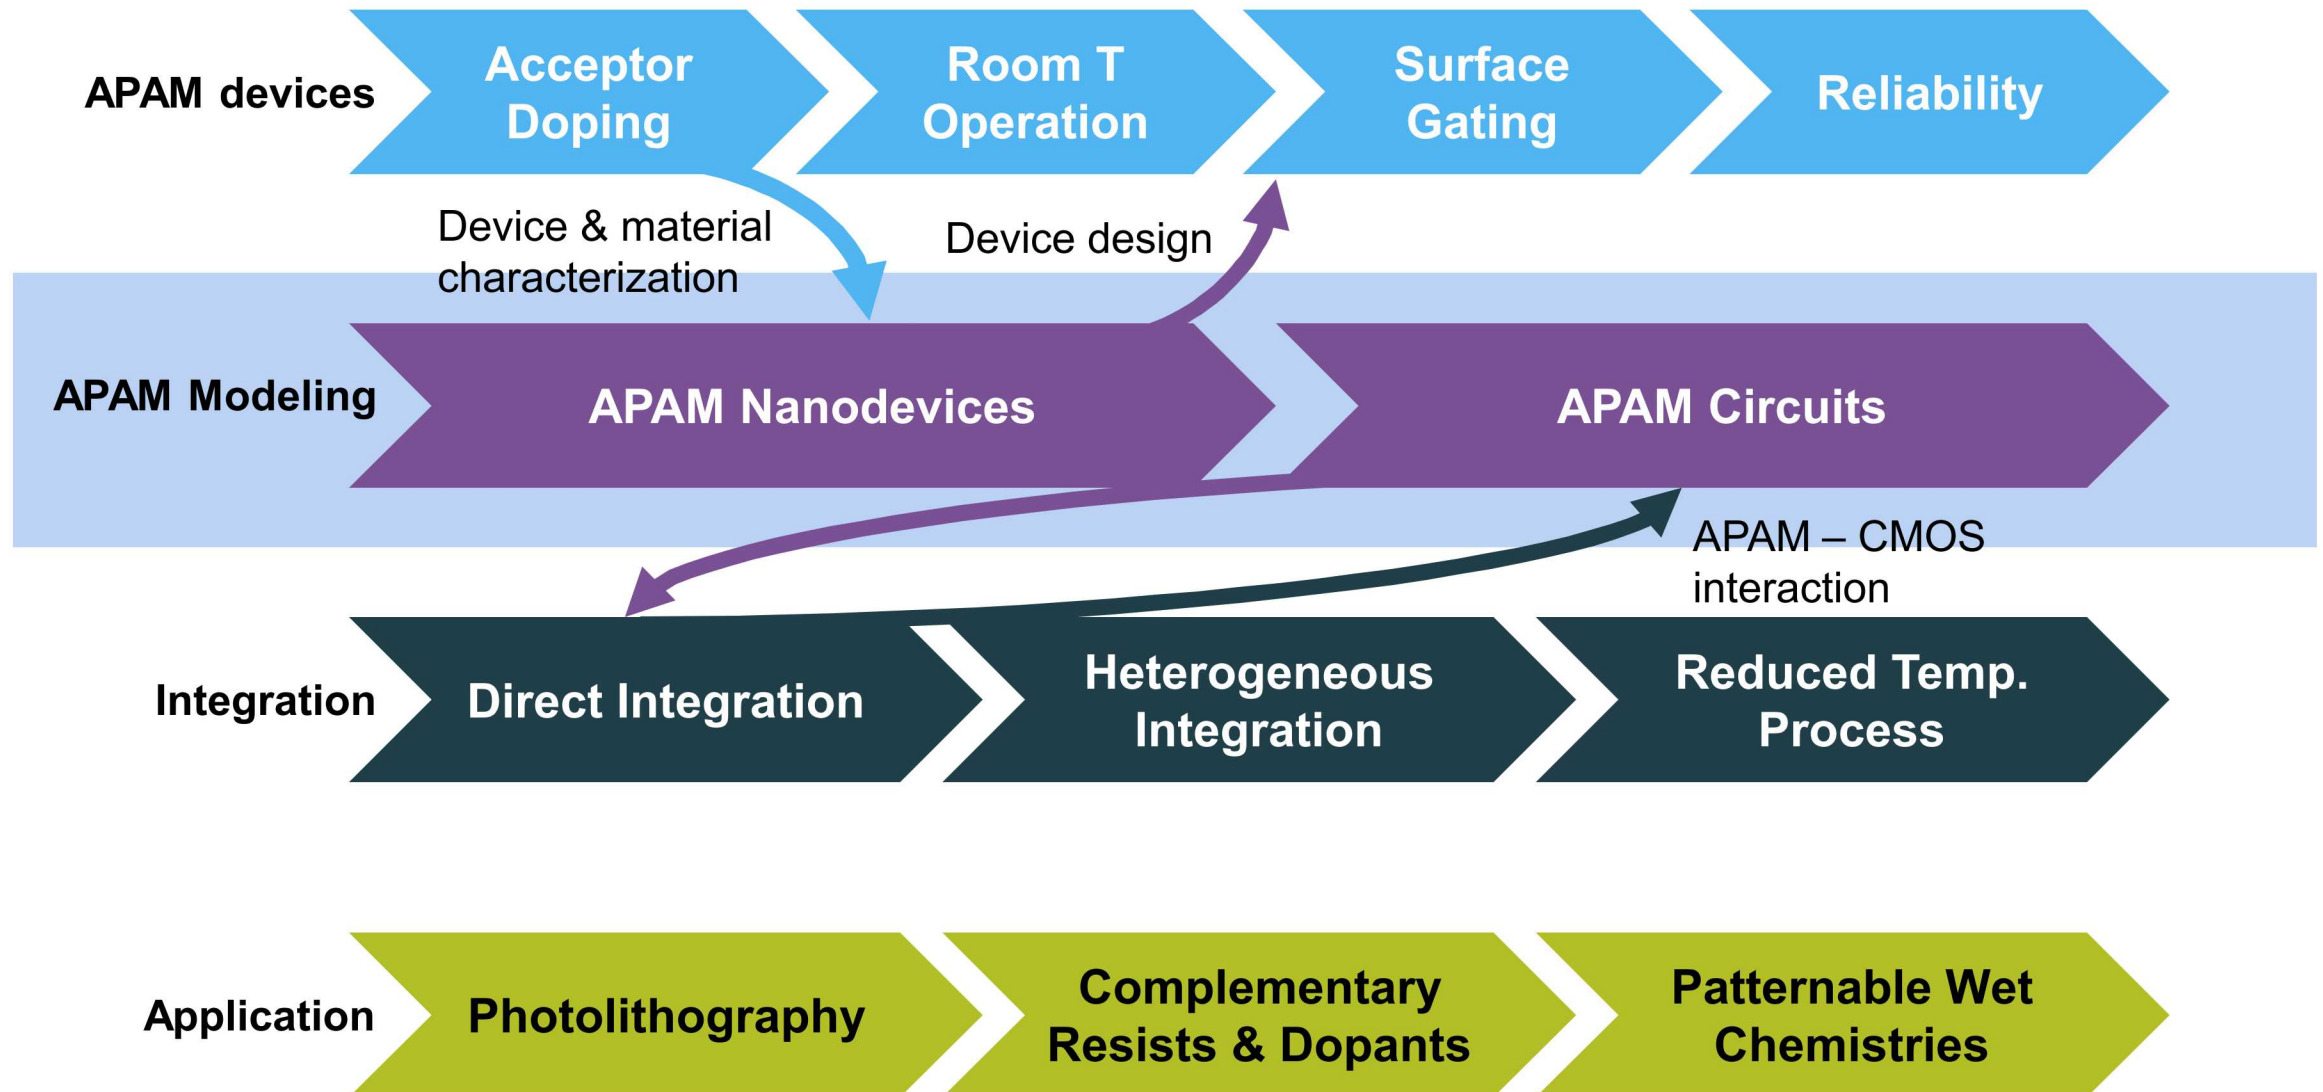 APAM devices
Acceptor
Doping
Room T
Operation
Surface
Gating
Reliability
Device & material
characterization
Device design
APAM Modeling
APAM Nanodevices
APAM Circuits
APAM – CMOS
interaction
Integration
Direct Integration
Heterogeneous
Integration
Reduced Temp.
Process
Application
Photolithography
Complementary
Resists & Dopants
Patternable Wet
Chemistries